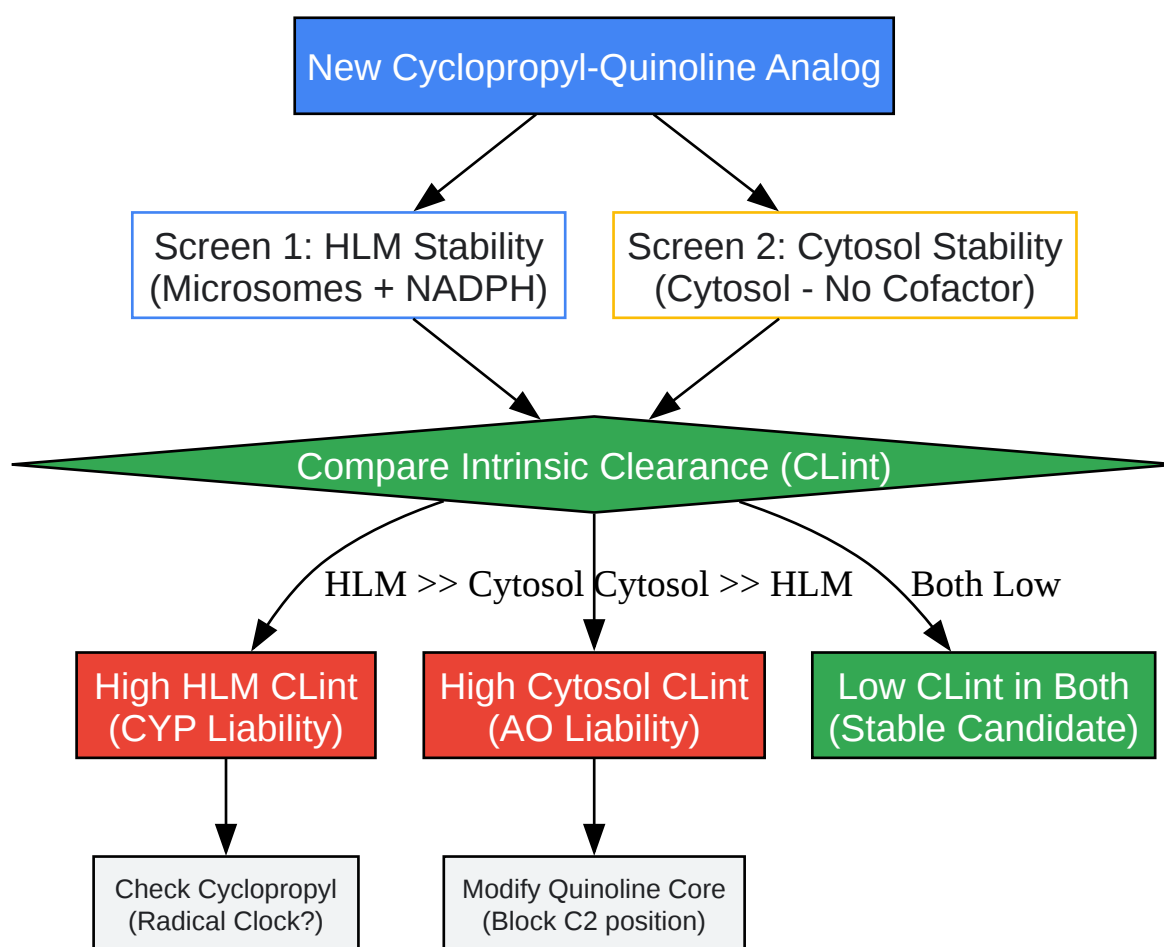 New Cyclopropyl-Quinoline Analog
Screen 1: HLM Stability
(Microsomes + NADPH)
Screen 2: Cytosol Stability
(Cytosol - No Cofactor)
Compare Intrinsic Clearance (CLint)
HLM >> Cytosol
Cytosol >> HLM
Both Low
High HLM CLint
(CYP Liability)
High Cytosol CLint
(AO Liability)
Low CLint in Both
(Stable Candidate)
Check Cyclopropyl
(Radical Clock?)
Modify Quinoline Core
(Block C2 position)